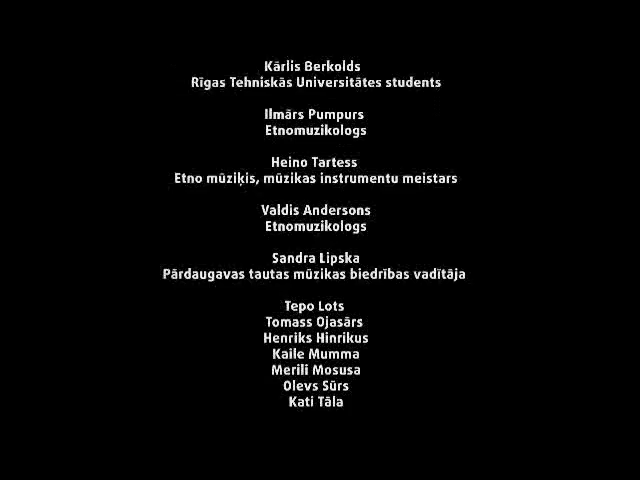 Kārlis Berkolds
Rīgas Tehniskās Universitātes students
Ilmārs Pumpurs
Etnomuzikologs
Heino Tartess
Etno mūziķis, mūzikas instrumentu meistars
Valdis Andersons
Etnomuzikologs
Sandra Lipska
Pārdaugavas tautas mūzikas biedrības vadītāja
Tepo Lots
Tomass Ojasārs
Henriks Hinrikus
Kaile Mumma
Merili Mosusa
Olevs Sūrs
Kati Tāla